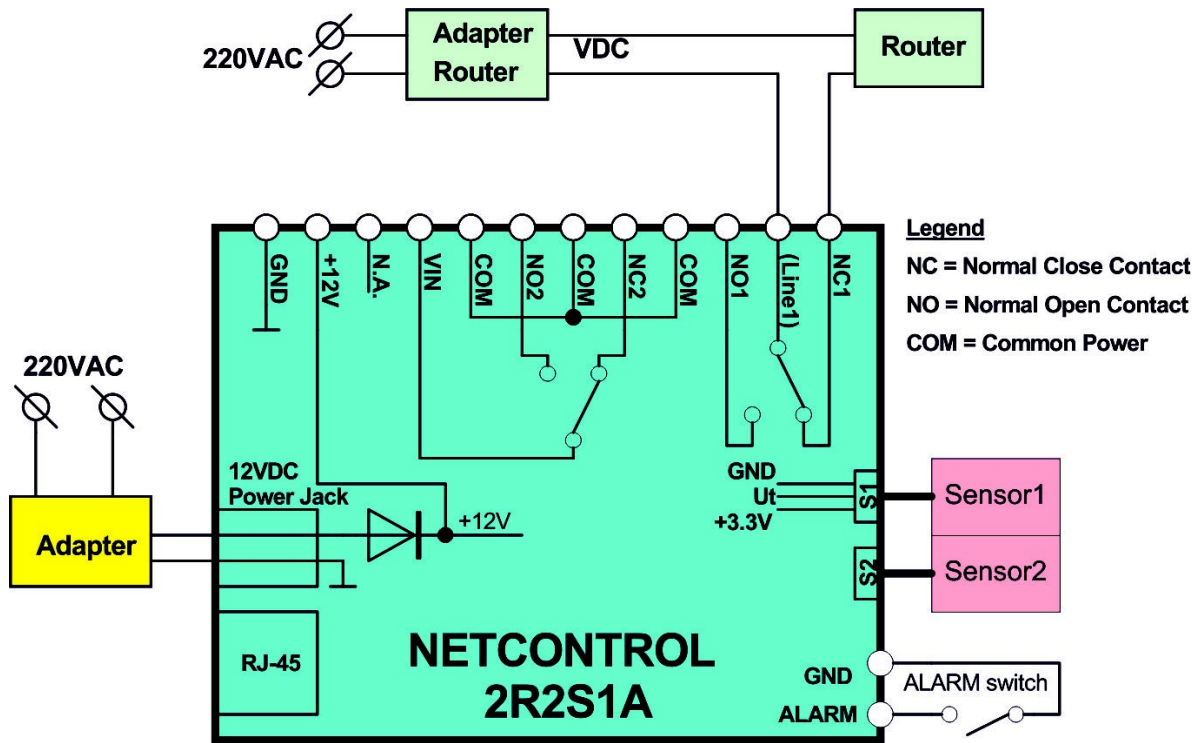 220VAC
Adapter
Router
VDC
Router
GND
+12V
N.A.
VIN
COM
NO2
COM
NC2
COM
NO1
(Line1)
NC1
Legend
NC = Normal Close Contact
NO = Normal Open Contact
COM = Common Power
220VAC
12VDC
Power Jack
Adapter
+12V
GND
Ut
+3.3V
S1
Sensor1
S2
Sensor2
RJ-45
NETCONTROL
2R2S1A
GND
ALARM
ALARM switch